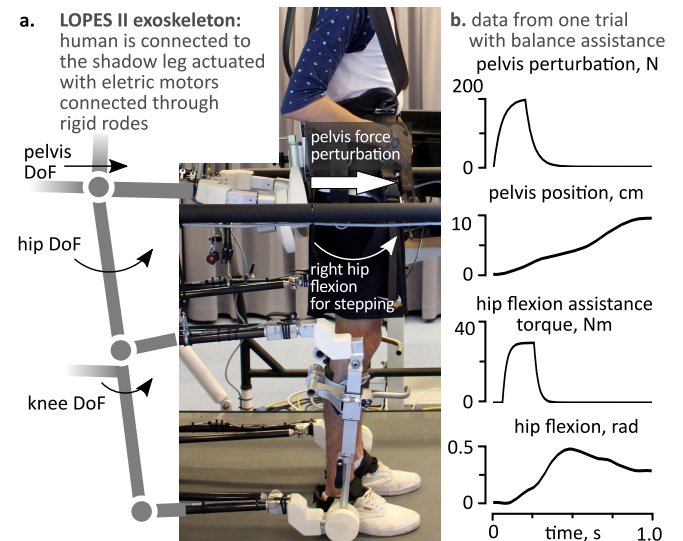 a. LOPES II exoskeleton:
human is connected to
the shadow leg actuated
with eletric motors
connected through
rigid rodes
pelvis
DoF
hip DoF
knee DoF
pelvis force
perturbation
right hip
flexion
for stepping
b. data from one trial
with balance assistance
pelvis perturbation, N
200
0
pelvis position, cm
10
0
hip flexion assistance
torque, Nm
40
0
hip flexion, rad
0.5
0
0 time, s 1.0